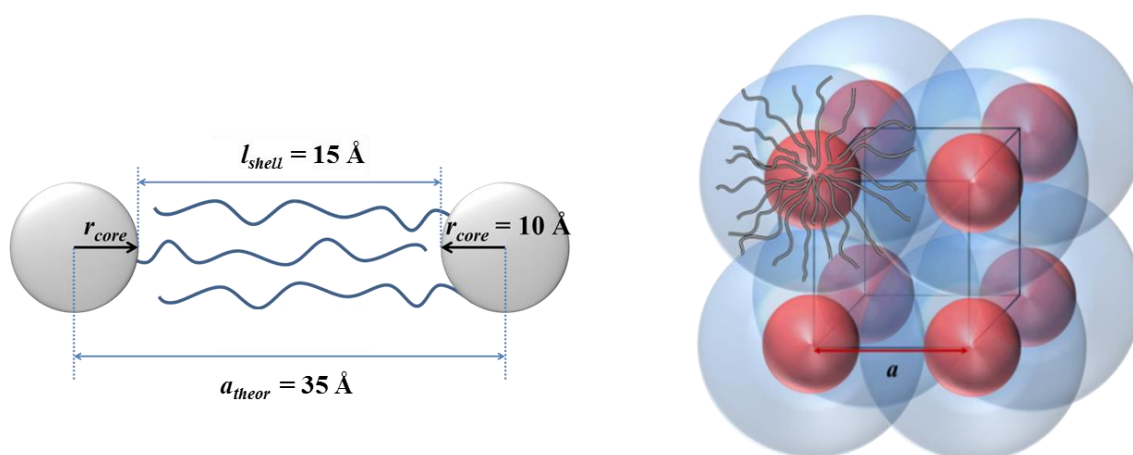 l_shell = 15 Å
r_core
r_core = 10 Å
a_theor = 35 Å
a